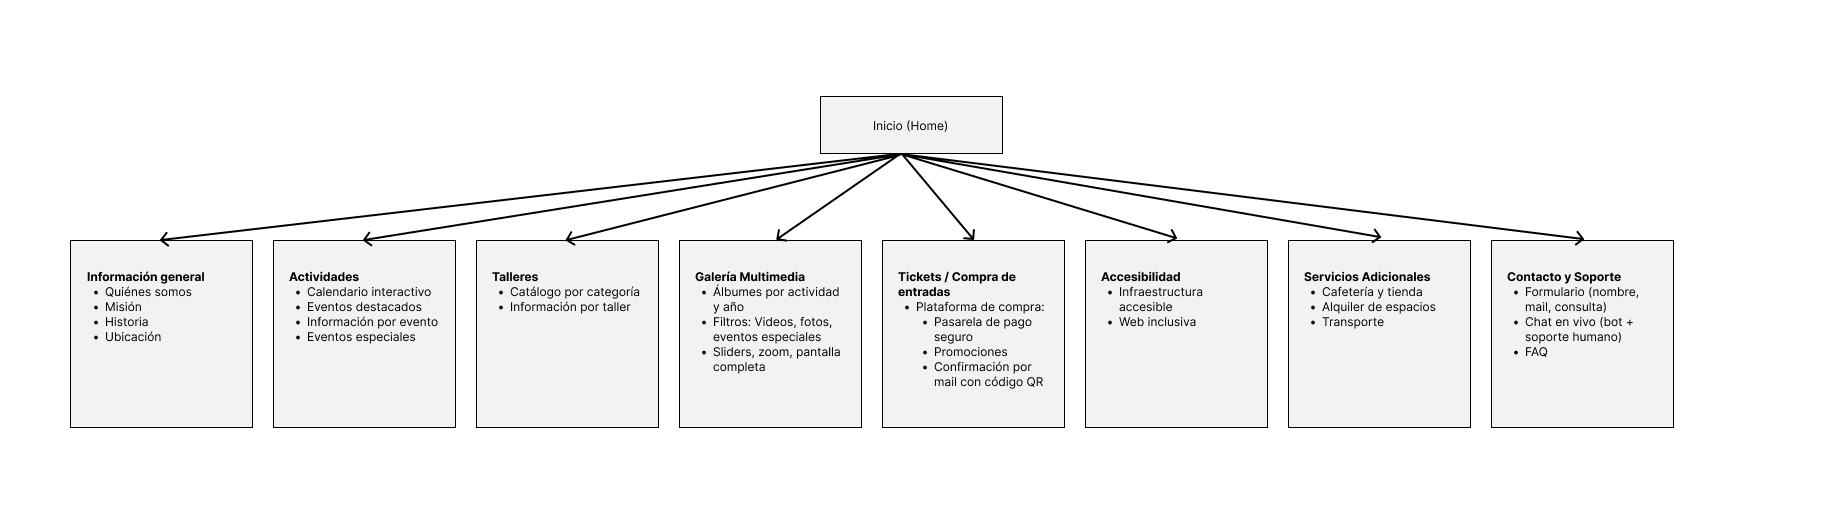 Inicio (Home)
Información general
• Quiénes somos
• Misión
• Historia
• Ubicación
Actividades
• Calendario interactivo
• Eventos destacados
• Información por evento
• Eventos especiales
Talleres
• Catálogo por categoría
• Información por taller
Galería Multimedia
• Álbumes por actividad
y año
• Filtros: Videos, fotos,
eventos especiales
• Sliders, zoom, pantalla
completa
Tickets / Compra de
entradas
• Plataforma de compra:
• Pasarela de pago
seguro
• Promociones
• Confirmación por
mail con código QR
Accesibilidad
• Infraestructura
accesible
• Web inclusiva
Servicios Adicionales
• Cafetería y tienda
• Alquiler de espacios
• Transporte
Contacto y Soporte
• Formulario (nombre,
mail, consulta)
• Chat en vivo (bot +
soporte humano)
• FAQ